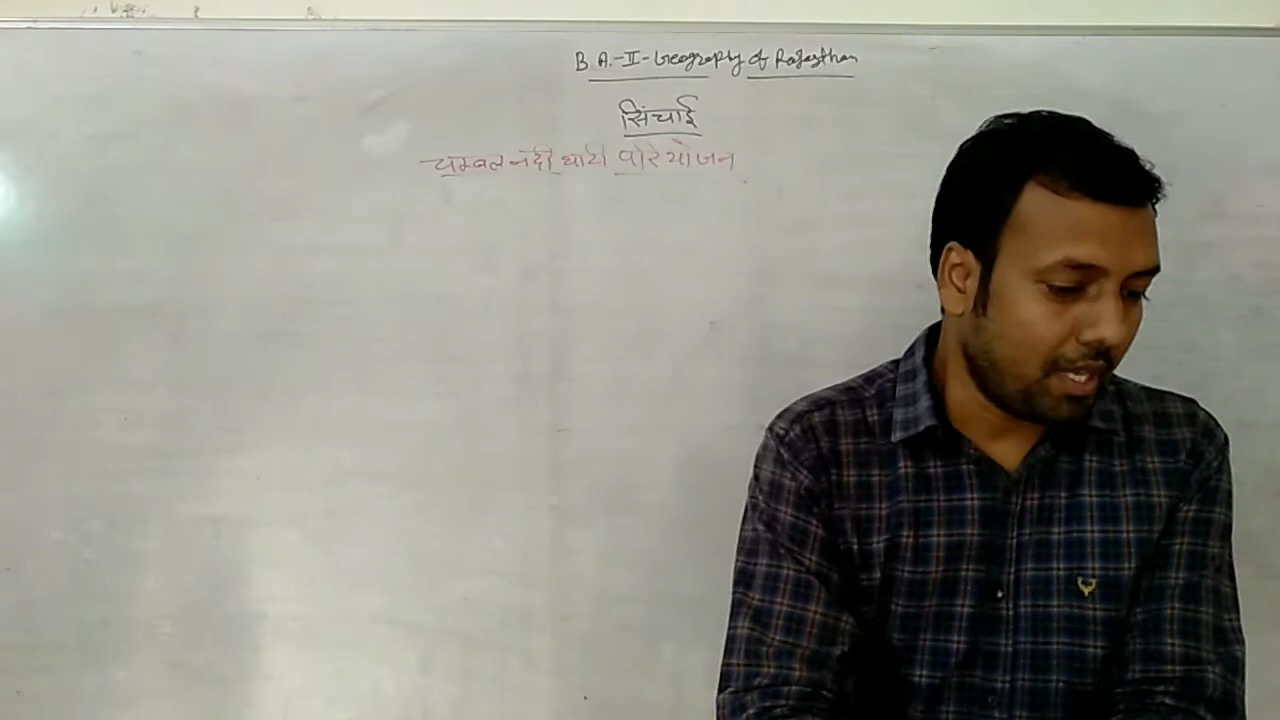 B.A.-II-Geography of Rajasthan
सिंचाई
चम्बल नदी घाटी परियोजन